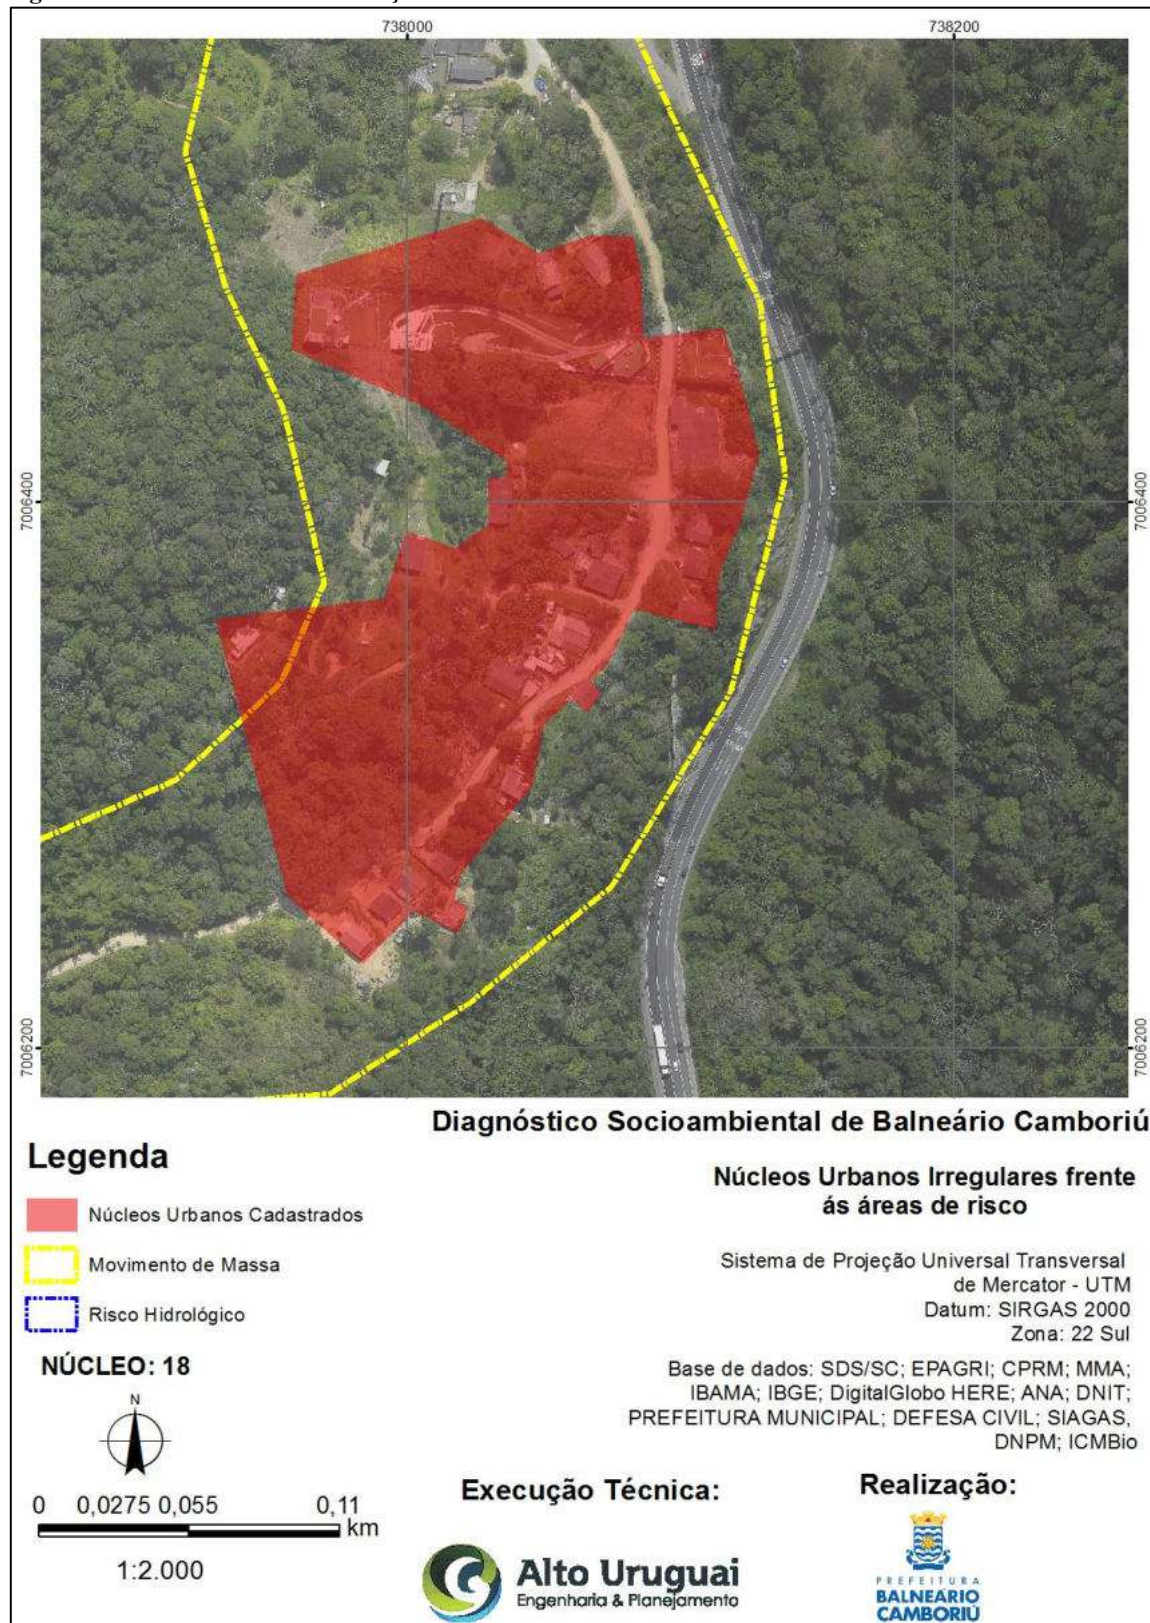 738000
738200
7006400
7006400
7006200
7006200
Diagnóstico Socioambiental de Balneário Camboriú
Legenda
Núcleos Urbanos Cadastrados
Movimento de Massa
Risco Hidrológico
NÚCLEO: 18
N
0 0,0275 0,055 0,11
km
1:2.000
Núcleos Urbanos Irregulares frente
ás áreas de risco
Sistema de Projeção Universal Transversal
de Mercator - UTM
Datum: SIRGAS 2000
Zona: 22 Sul
Base de dados: SDS/SC; EPAGRI; CPRM; MMA;
IBAMA; IBGE; DigitalGlobo HERE; ANA; DNIT;
PREFEITURA MUNICIPAL; DEFESA CIVIL; SIAGAS,
DNPM; ICMBio
Execução Técnica:
Alto Uruguai
Engenharia & Planejamento
Realização:
PREFEITURA
BALNEÁRIO
CAMBORIÚ